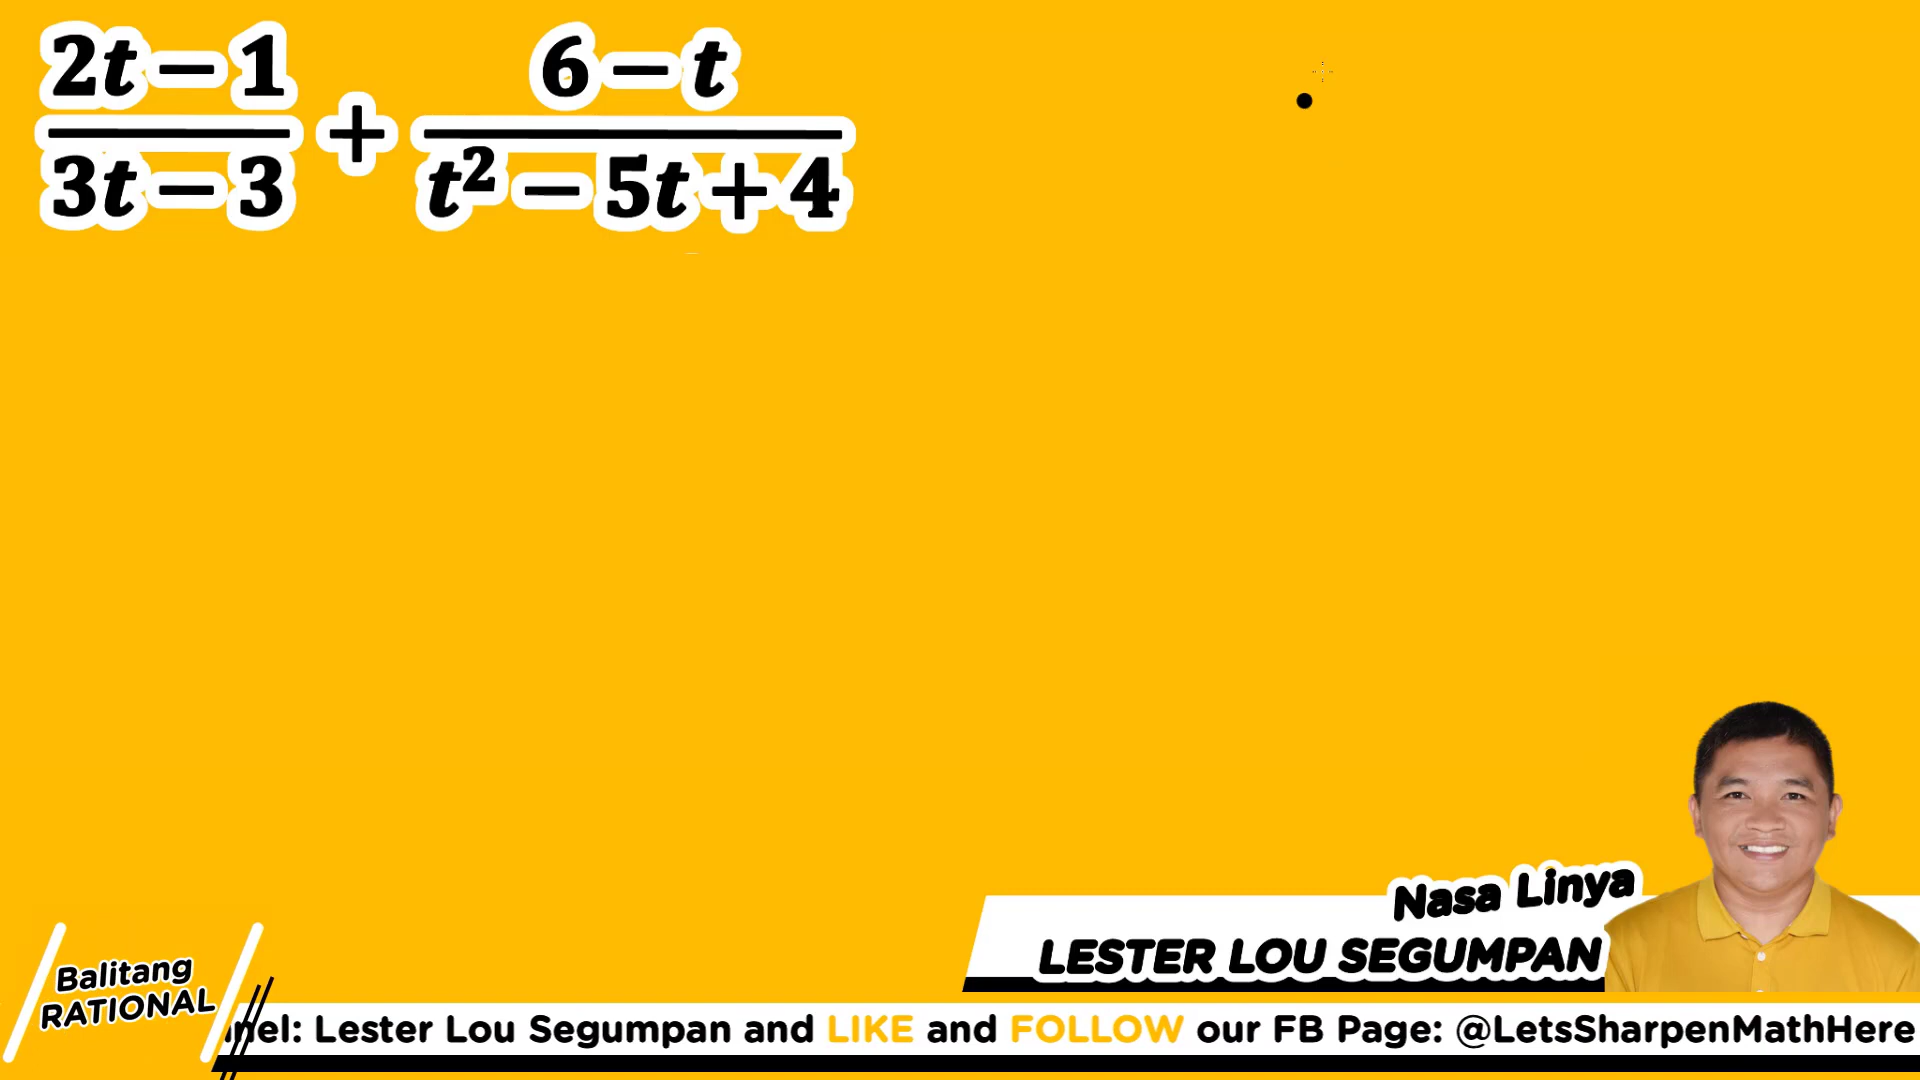 2t − 1 / 3t − 3 + 6 − t / t² − 5t + 4
Nasa Linya
LESTER LOU SEGUMPAN
Balitang
RATIONAL
nel: Lester Lou Segumpan and LIKE and FOLLOW our FB Page: @LetsSharpenMathHere